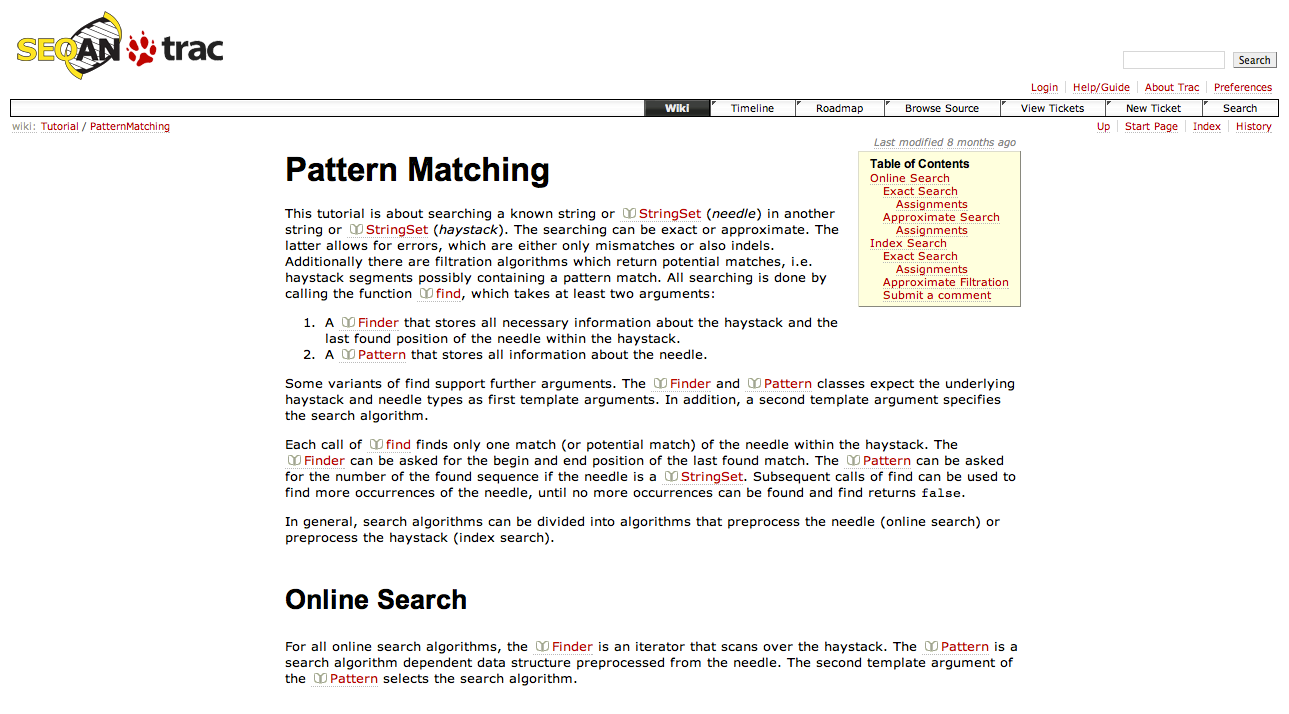 SEQAN trac
Search
Login Help/Guide About Trac Preferences
Wiki Timeline Roadmap Browse Source View Tickets New Ticket Search
wiki: Tutorial / PatternMatching
Up Start Page Index History
Last modified 8 months ago
Pattern Matching
Table of Contents
Online Search
Exact Search
Assignments
Approximate Search
Assignments
Index Search
Exact Search
Assignments
Approximate Filtration
Submit a comment
This tutorial is about searching a known string or StringSet (needle) in another
string or StringSet (haystack). The searching can be exact or approximate. The
latter allows for errors, which are either only mismatches or also indels.
Additionally there are filtration algorithms which return potential matches, i.e.
haystack segments possibly containing a pattern match. All searching is done by
calling the function find, which takes at least two arguments:
1. A Finder that stores all necessary information about the haystack and the
last found position of the needle within the haystack.
2. A Pattern that stores all information about the needle.
Some variants of find support further arguments. The Finder and Pattern classes expect the underlying
haystack and needle types as first template arguments. In addition, a second template argument specifies
the search algorithm.
Each call of find finds only one match (or potential match) of the needle within the haystack. The
Finder can be asked for the begin and end position of the last found match. The Pattern can be asked
for the number of the found sequence if the needle is a StringSet. Subsequent calls of find can be used to
find more occurrences of the needle, until no more occurrences can be found and find returns false.
In general, search algorithms can be divided into algorithms that preprocess the needle (online search) or
preprocess the haystack (index search).
Online Search
For all online search algorithms, the Finder is an iterator that scans over the haystack. The Pattern is a
search algorithm dependent data structure preprocessed from the needle. The second template argument of
the Pattern selects the search algorithm.